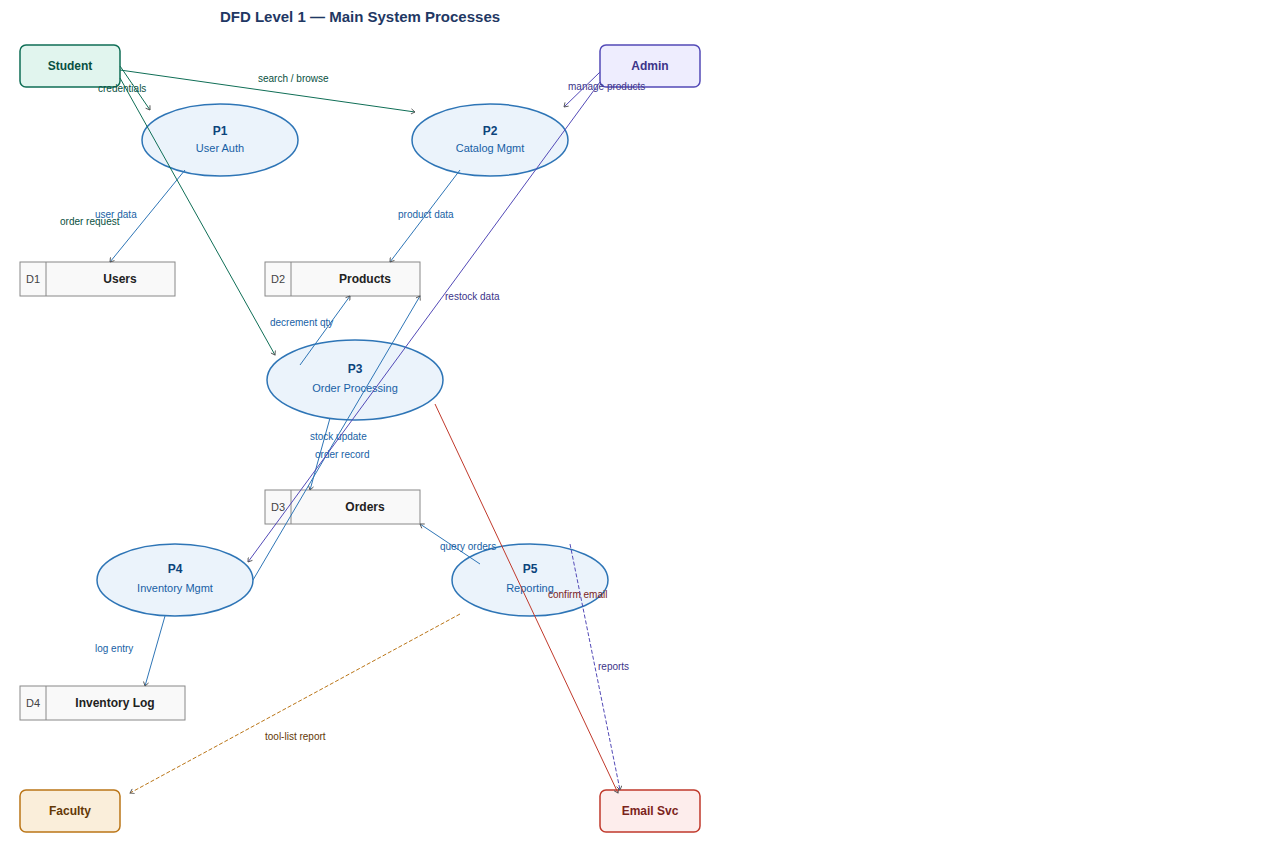 DFD Level 1 — Main System Processes
Student
Admin
search / browse
manage products
credentials
P1
User Auth
P2
Catalog Mgmt
user data
order request
product data
D1
Users
D2
Products
restock data
decrement qty
P3
Order Processing
stock update
order record
D3
Orders
query orders
P4
Inventory Mgmt
P5
Reporting
confirm email
log entry
reports
D4
Inventory Log
tool-list report
Faculty
Email Svc